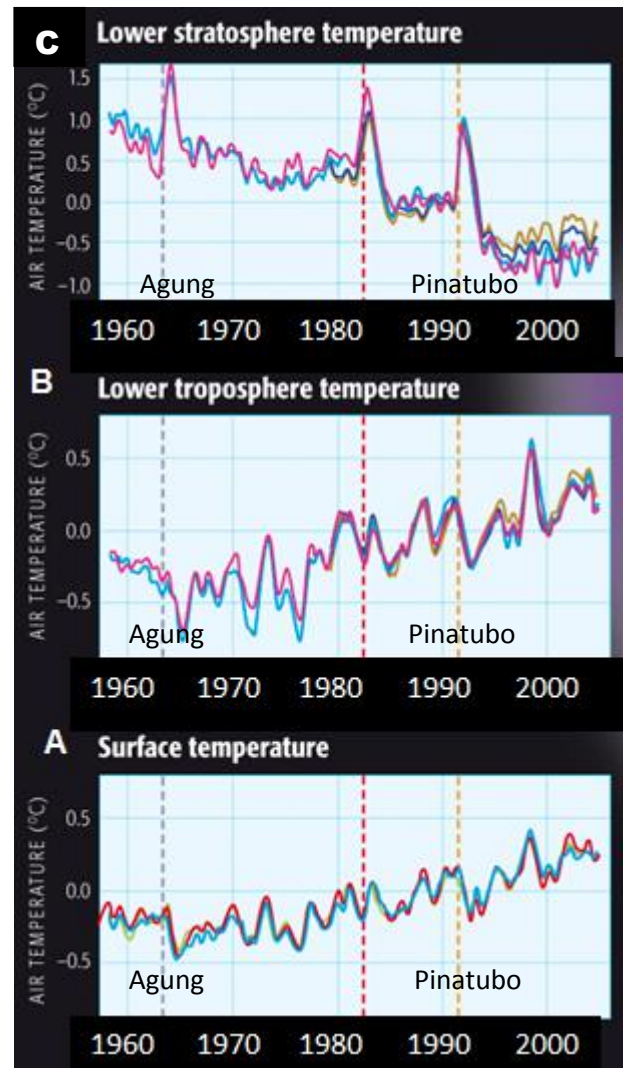 C Lower stratosphere temperature
AIR TEMPERATURE (°C)
1.5
1.0
0.5
0.0
−0.5
−1.0
Agung Pinatubo
1960 1970 1980 1990 2000
B Lower troposphere temperature
AIR TEMPERATURE (°C)
0.5
0.0
−0.5
Agung Pinatubo
1960 1970 1980 1990 2000
A Surface temperature
AIR TEMPERATURE (°C)
0.5
0.0
−0.5
Agung Pinatubo
1960 1970 1980 1990 2000